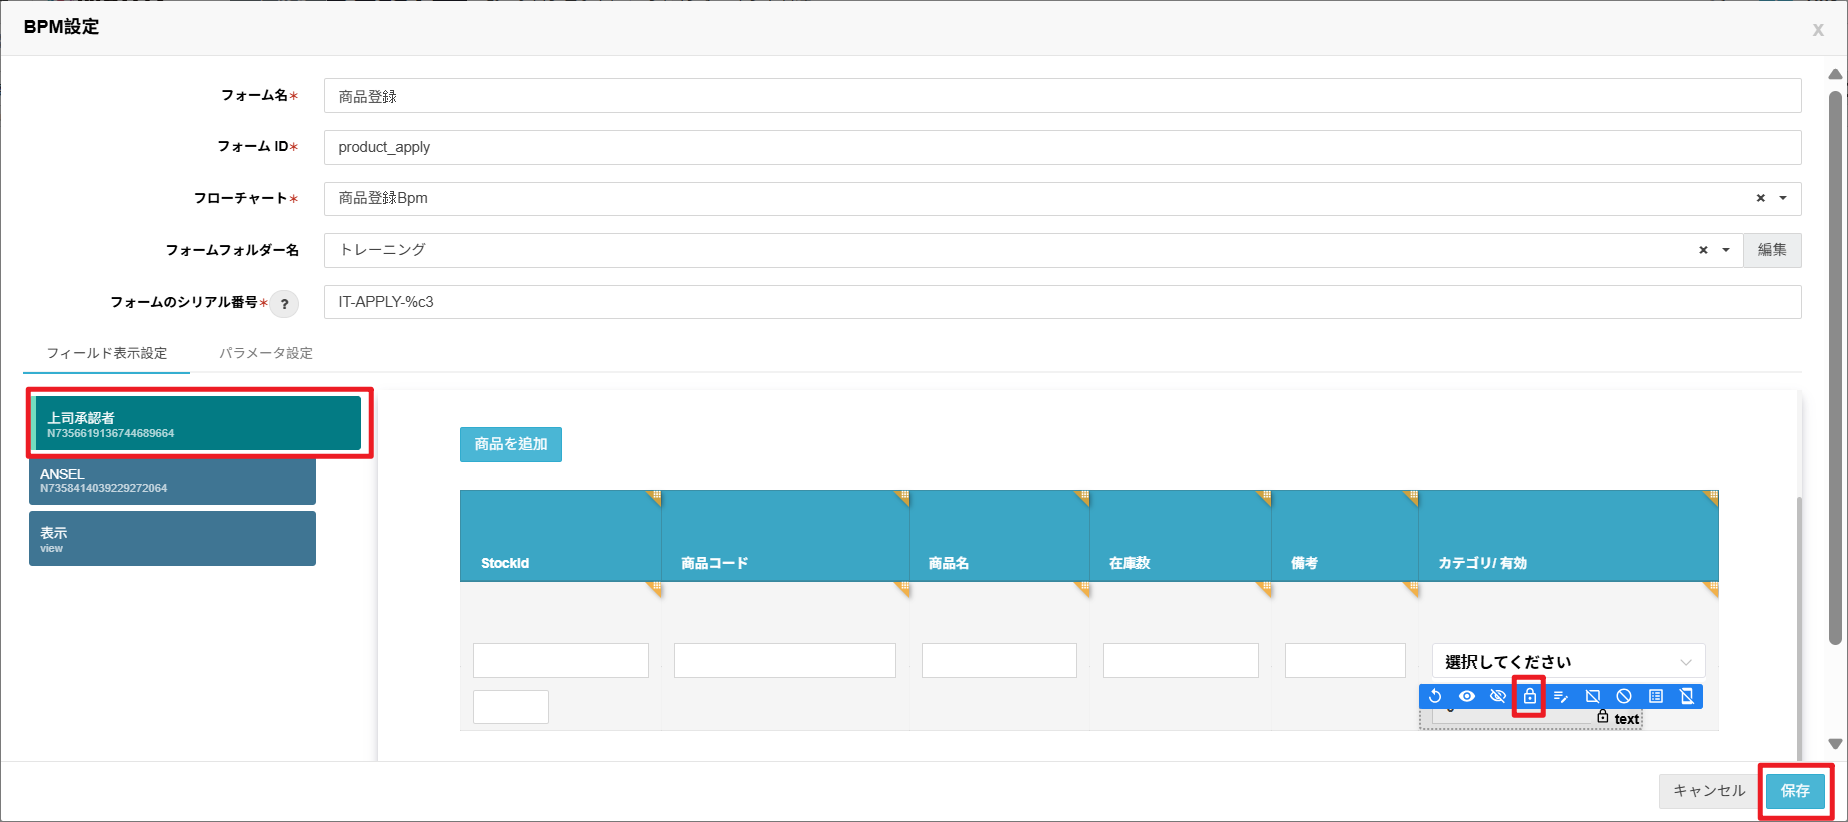 BPM設定
x
フォーム名*
商品登録
フォーム ID*
product_apply
フローチャート*
商品登録Bpm
フォームフォルダー名
トレーニング
編集
フォームのシリアル番号*
?
IT-APPLY-%c3
フィールド表示設定
パラメータ設定
上司承認者
N7356619136744689664
ANSEL
N7358414039229272064
表示
view
商品を追加
StockId
商品コード
商品名
在庫数
備考
カテゴリ/ 有効
選択してください
text
キャンセル
保存